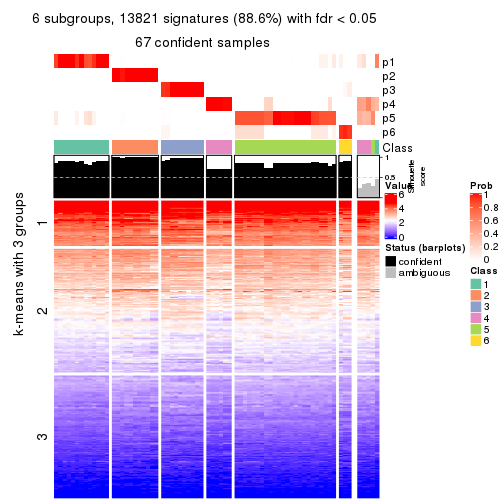 6 subgroups, 13821 signatures (88.6%) with fdr < 0.05
67 confident samples
p1
p2
p3
p4
p5
p6
Class
1
0.5
0
Silhouette
score
k-means with 3 groups
1
2
3
Value
6
4
2
0
Status (barplots)
confident
ambiguous
Prob
1
0.8
0.6
0.4
0.2
0
Class
1
2
3
4
5
6